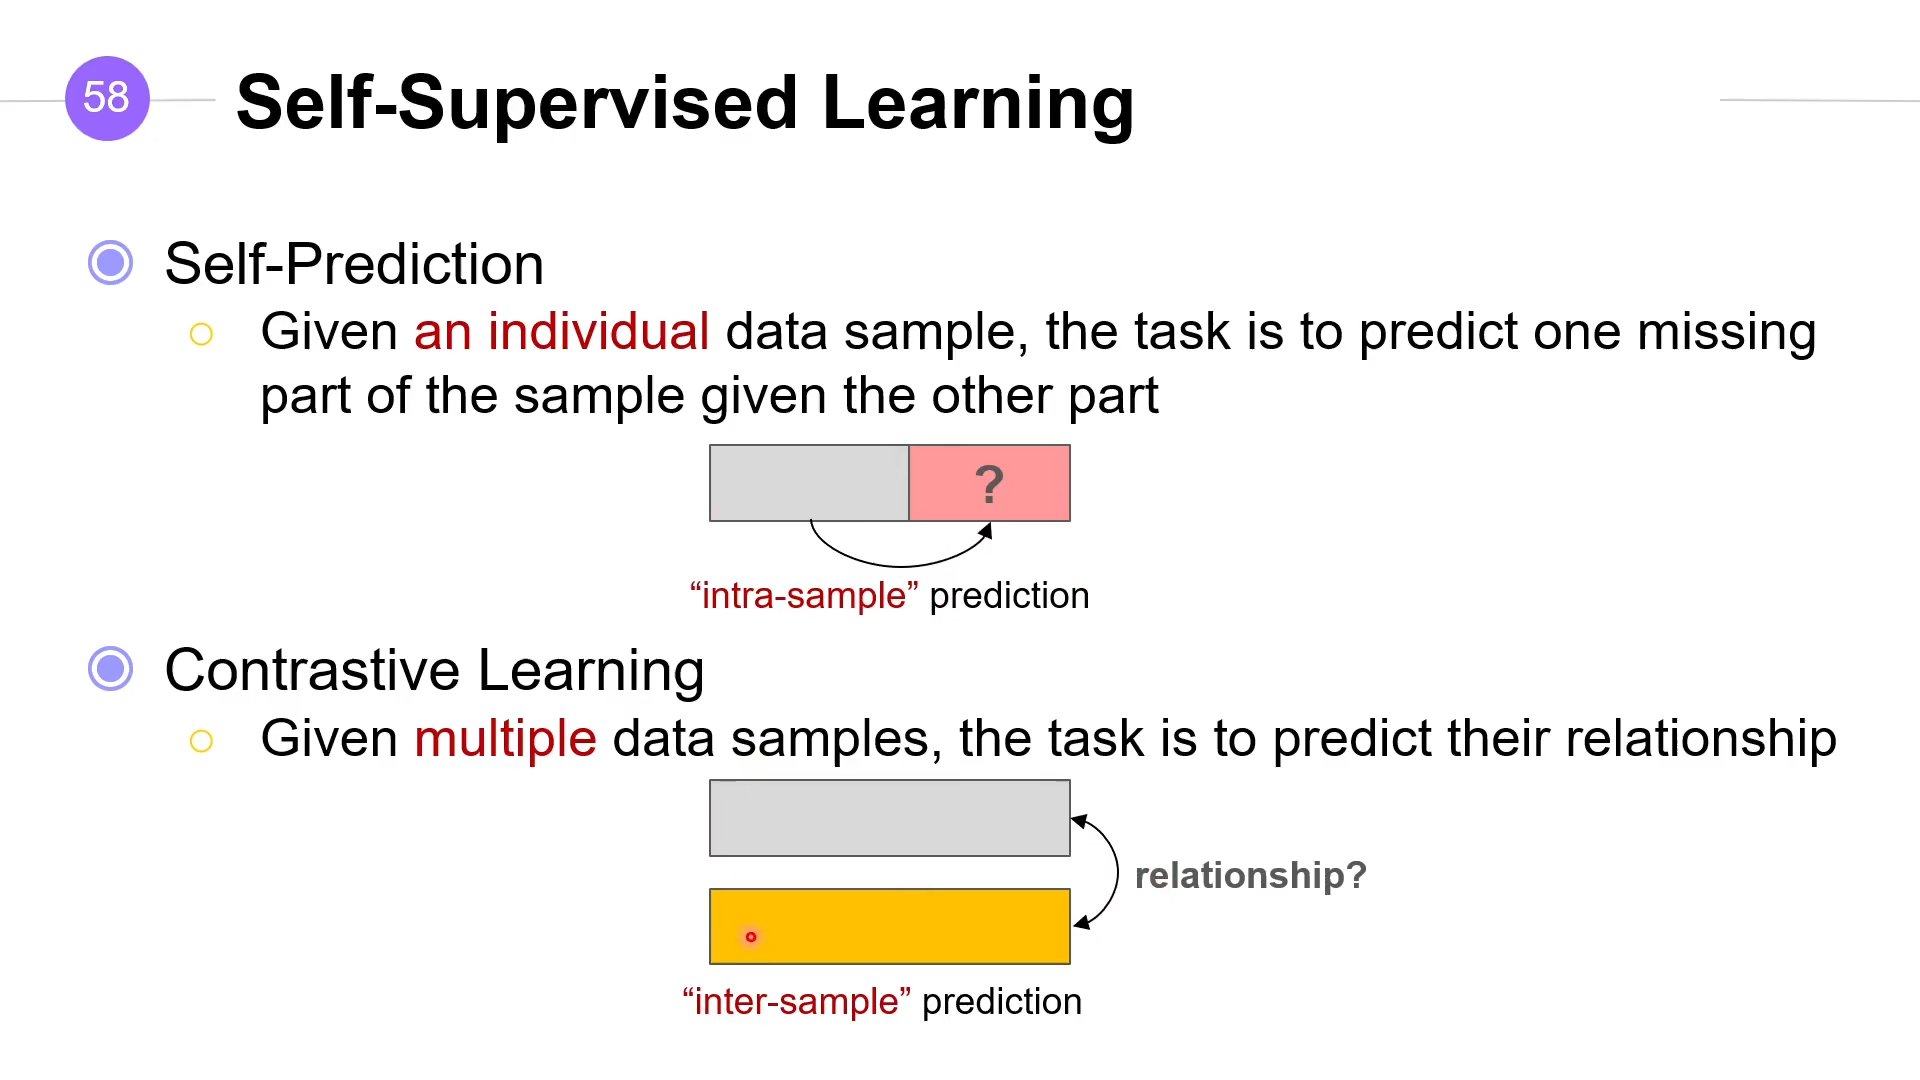 58
Self-Supervised Learning
Self-Prediction
Given an individual data sample, the task is to predict one missing
part of the sample given the other part
?
“intra-sample” prediction
Contrastive Learning
Given multiple data samples, the task is to predict their relationship
relationship?
“inter-sample” prediction